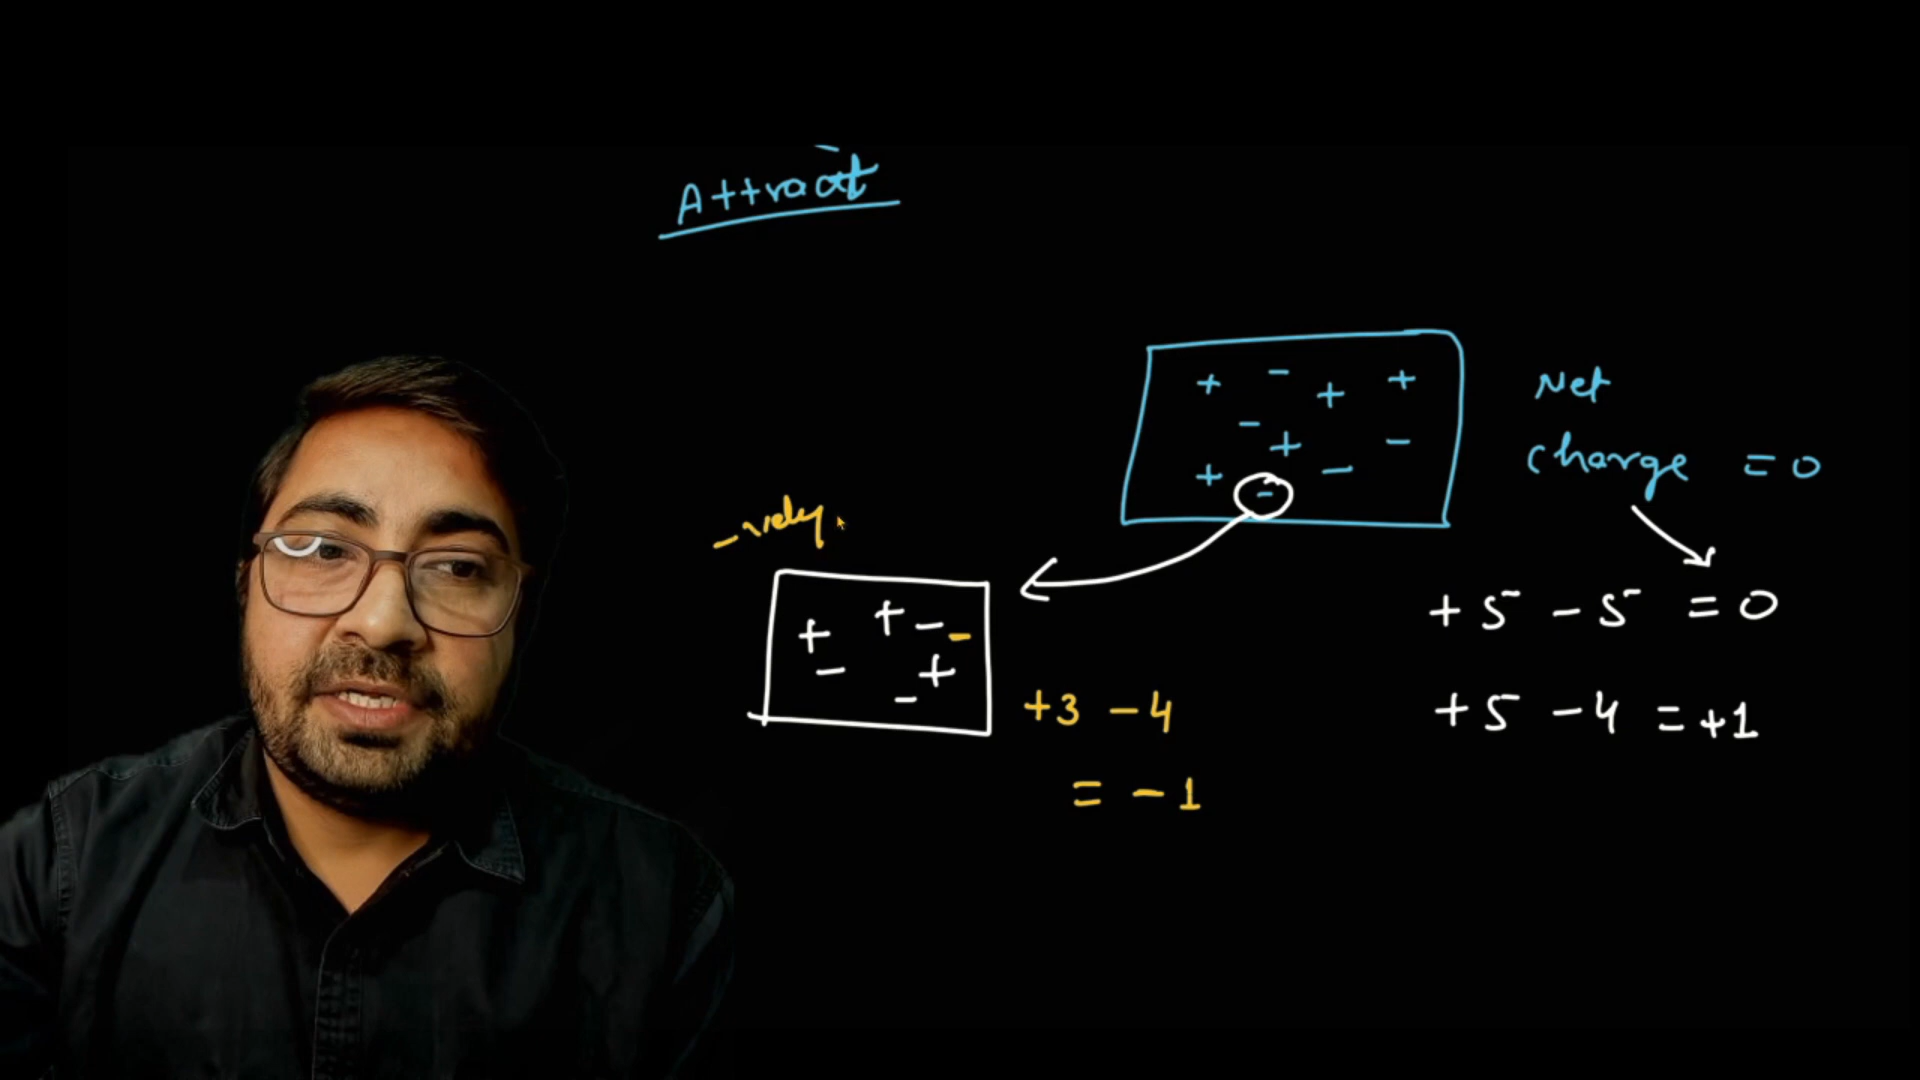 Attract
+ - + +
- + -
+ - -
Net
charge = 0
-vely
+ + - -
- +
-
+5 - 5 = 0
+3 - 4
= -1
+5 - 4 = +1